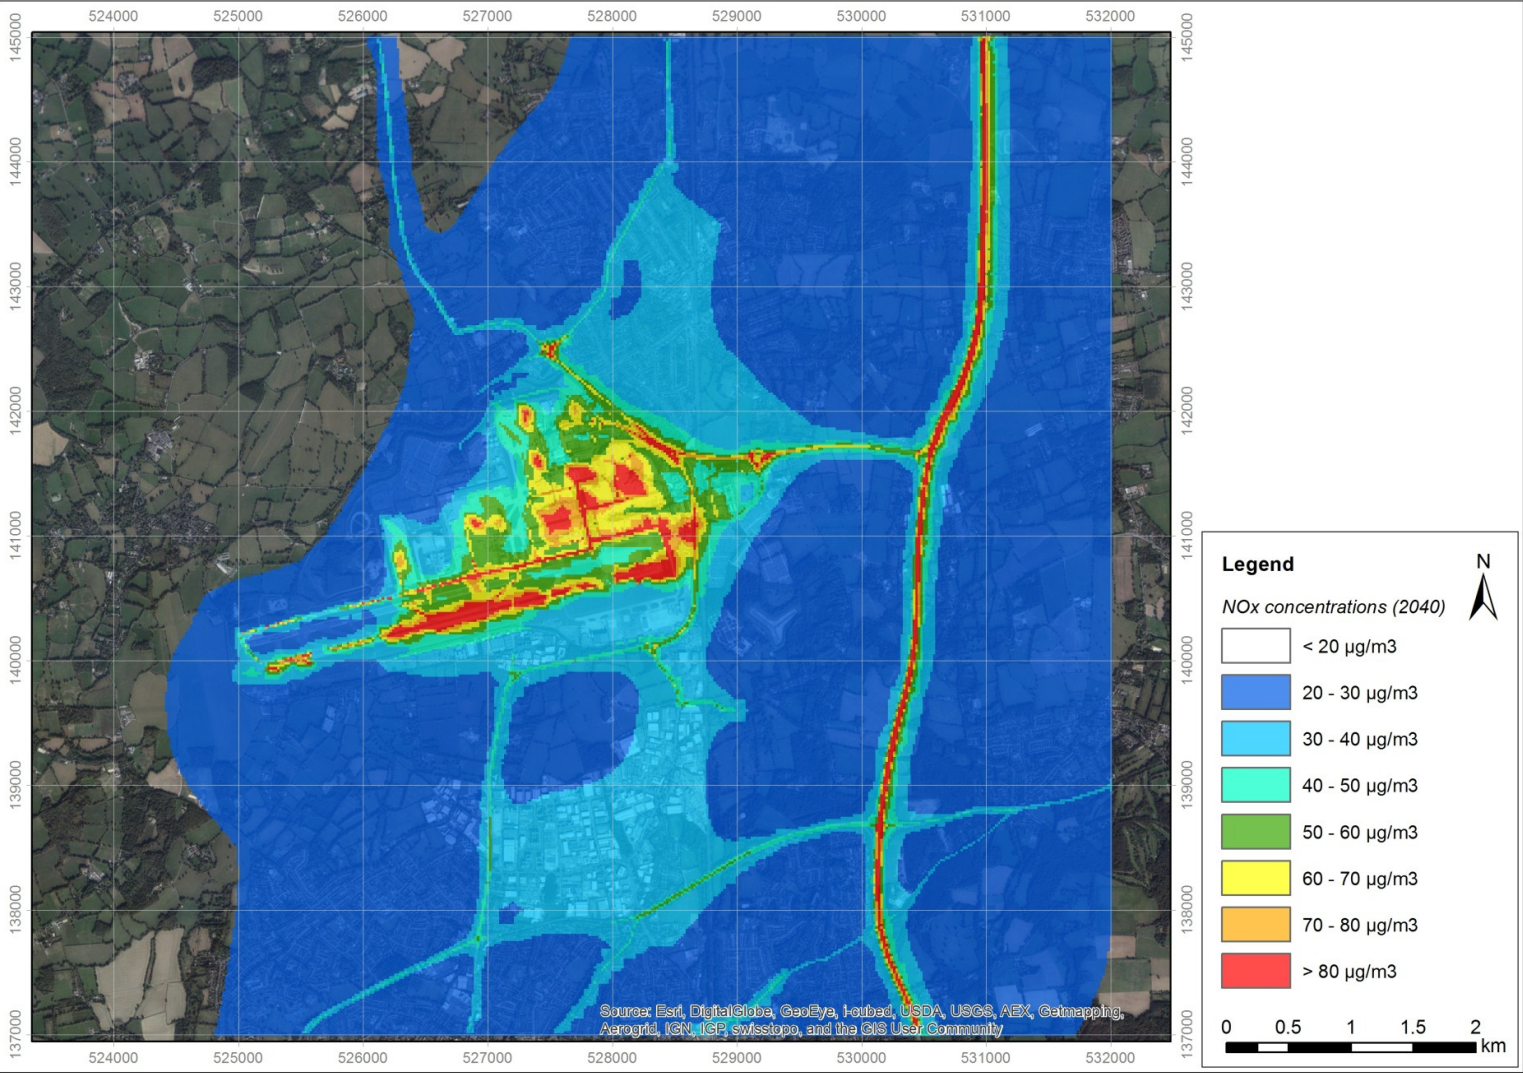 524000 525000 526000 527000 528000 529000 530000 531000 532000
145000
144000
143000
142000
141000
140000
139000
138000
137000
145000
144000
143000
142000
141000
140000
139000
138000
137000
Source: Esri, DigitalGlobe, GeoEye, i-cubed, USDA, USGS, AEX, Getmapping,
Aerogrid, IGN, IGP, swisstopo, and the GIS User Community
524000 525000 526000 527000 528000 529000 530000 531000 532000
Legend
N
NOx concentrations (2040)
< 20 µg/m3
20 - 30 µg/m3
30 - 40 µg/m3
40 - 50 µg/m3
50 - 60 µg/m3
60 - 70 µg/m3
70 - 80 µg/m3
> 80 µg/m3
0 0.5 1 1.5 2
km